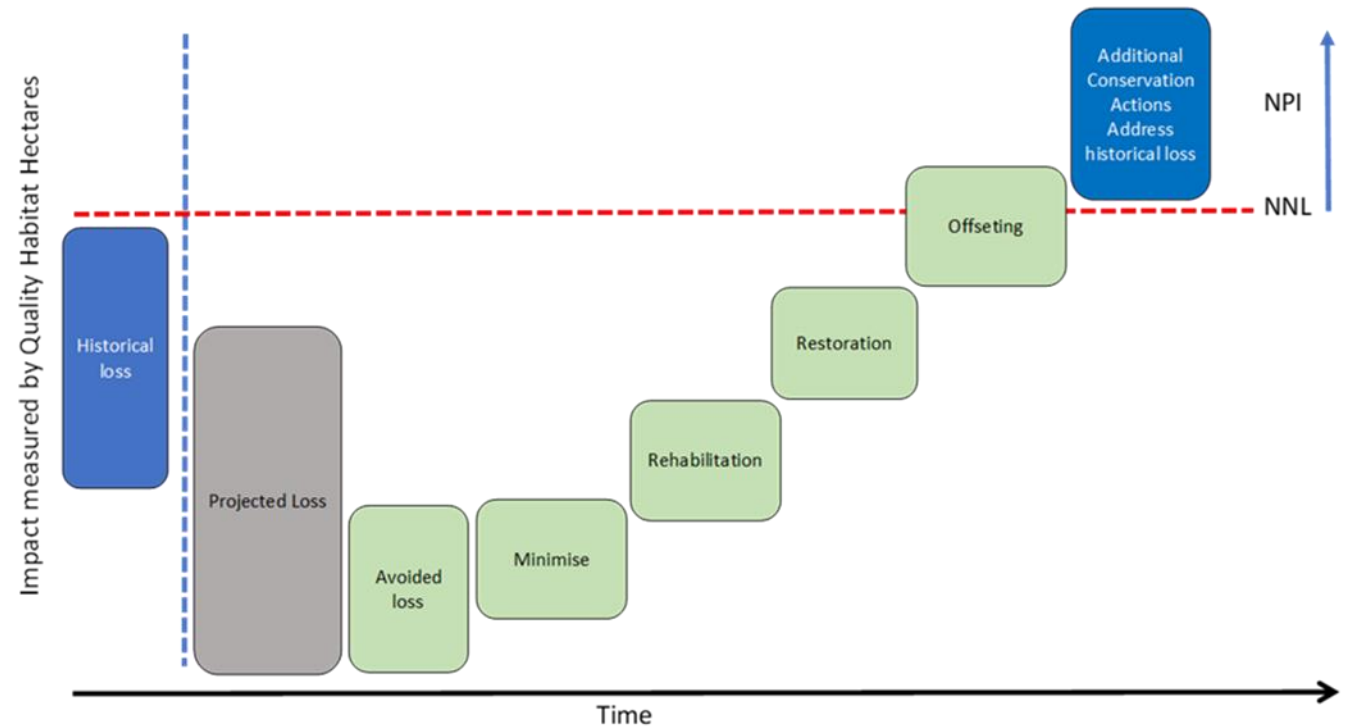 Impact measured by Quality Habitat Hectares
Historical
loss
Projected Loss
Avoided
loss
Minimise
Rehabilitation
Restoration
Offseting
Additional
Conservation
Actions
Address
historical loss
NPI
NNL
Time